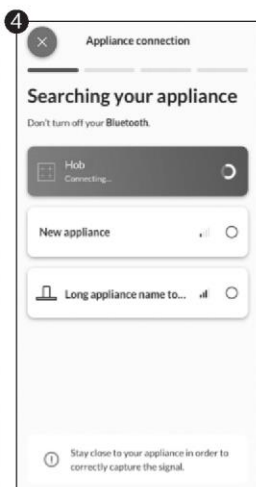 4
Appliance connection
Searching your appliance
Don't turn off your Bluetooth.
Hob
Connecting...
New appliance
Long appliance name to...
Stay close to your appliance in order to
correctly capture the signal.